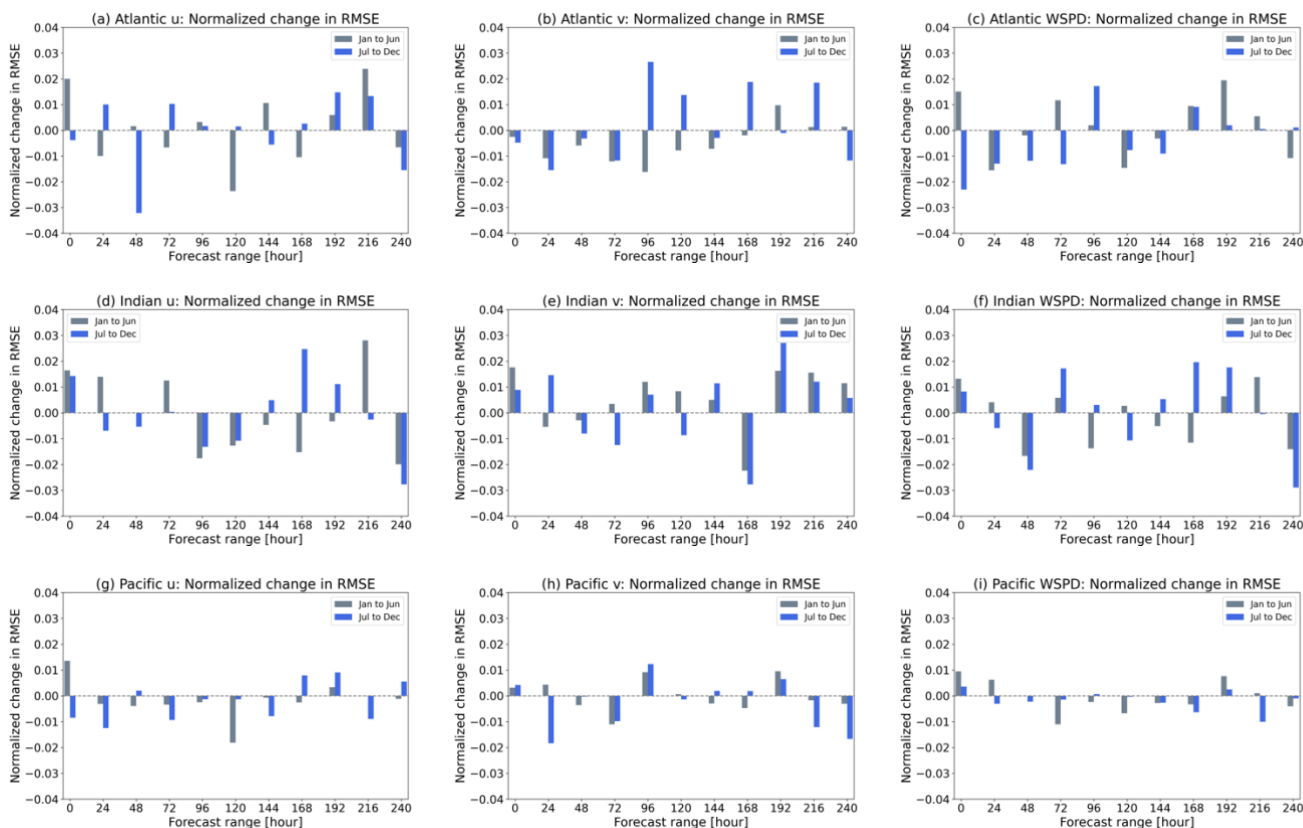 (a) Atlantic u: Normalized change in RMSE
Normalized change in RMSE
0.04
0.03
0.02
0.01
0.00
−0.01
−0.02
−0.03
−0.04
Jan to Jun
Jul to Dec
0 24 48 72 96 120 144 168 192 216 240
Forecast range [hour]
(b) Atlantic v: Normalized change in RMSE
Normalized change in RMSE
0.04
0.03
0.02
0.01
0.00
−0.01
−0.02
−0.03
−0.04
Jan to Jun
Jul to Dec
0 24 48 72 96 120 144 168 192 216 240
Forecast range [hour]
(c) Atlantic WSPD: Normalized change in RMSE
Normalized change in RMSE
0.04
0.03
0.02
0.01
0.00
−0.01
−0.02
−0.03
−0.04
Jan to Jun
Jul to Dec
0 24 48 72 96 120 144 168 192 216 240
Forecast range [hour]
(d) Indian u: Normalized change in RMSE
Normalized change in RMSE
0.04
0.03
0.02
0.01
0.00
−0.01
−0.02
−0.03
−0.04
Jan to Jun
Jul to Dec
0 24 48 72 96 120 144 168 192 216 240
Forecast range [hour]
(e) Indian v: Normalized change in RMSE
Normalized change in RMSE
0.04
0.03
0.02
0.01
0.00
−0.01
−0.02
−0.03
−0.04
Jan to Jun
Jul to Dec
0 24 48 72 96 120 144 168 192 216 240
Forecast range [hour]
(f) Indian WSPD: Normalized change in RMSE
Normalized change in RMSE
0.04
0.03
0.02
0.01
0.00
−0.01
−0.02
−0.03
−0.04
Jan to Jun
Jul to Dec
0 24 48 72 96 120 144 168 192 216 240
Forecast range [hour]
(g) Pacific u: Normalized change in RMSE
Normalized change in RMSE
0.04
0.03
0.02
0.01
0.00
−0.01
−0.02
−0.03
−0.04
Jan to Jun
Jul to Dec
0 24 48 72 96 120 144 168 192 216 240
Forecast range [hour]
(h) Pacific v: Normalized change in RMSE
Normalized change in RMSE
0.04
0.03
0.02
0.01
0.00
−0.01
−0.02
−0.03
−0.04
Jan to Jun
Jul to Dec
0 24 48 72 96 120 144 168 192 216 240
Forecast range [hour]
(i) Pacific WSPD: Normalized change in RMSE
Normalized change in RMSE
0.04
0.03
0.02
0.01
0.00
−0.01
−0.02
−0.03
−0.04
Jan to Jun
Jul to Dec
0 24 48 72 96 120 144 168 192 216 240
Forecast range [hour]